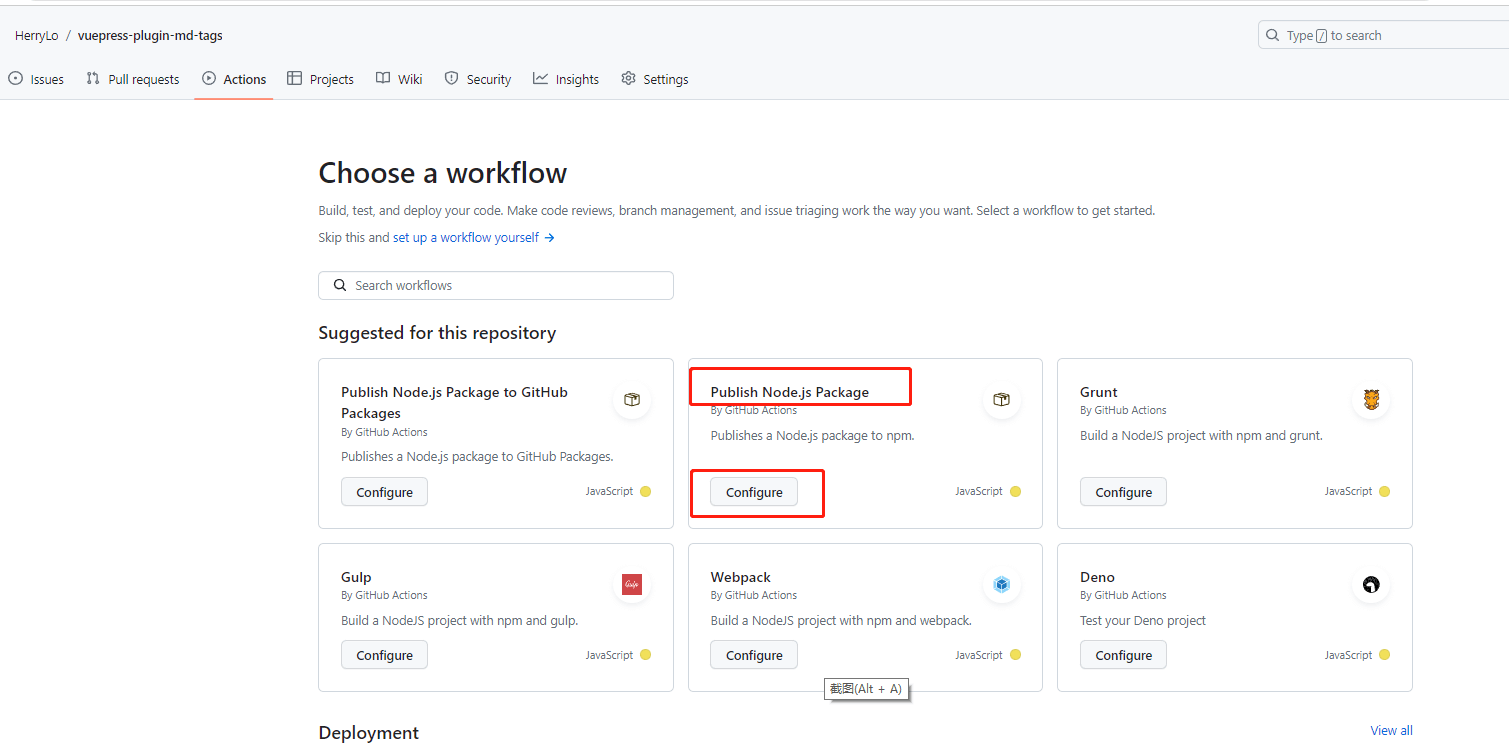 HerryLo / vuepress-plugin-md-tags
Type / to search
Issues Pull requests Actions Projects Wiki Security Insights Settings
Choose a workflow
Build, test, and deploy your code. Make code reviews, branch management, and issue triaging work the way you want. Select a workflow to get started.
Skip this and set up a workflow yourself →
Search workflows
Suggested for this repository
Publish Node.js Package to GitHub
Packages
By GitHub Actions
Publishes a Node.js package to GitHub Packages.
Configure
JavaScript
Publish Node.js Package
By GitHub Actions
Publishes a Node.js package to npm.
Configure
JavaScript
Grunt
By GitHub Actions
Build a NodeJS project with npm and grunt.
Configure
JavaScript
Gulp
By GitHub Actions
Build a NodeJS project with npm and gulp.
Configure
JavaScript
Gulp
Webpack
By GitHub Actions
Build a NodeJS project with npm and webpack.
Configure
JavaScript
Deno
By GitHub Actions
Test your Deno project
Configure
JavaScript
截图(Alt + A)
Deployment
View all